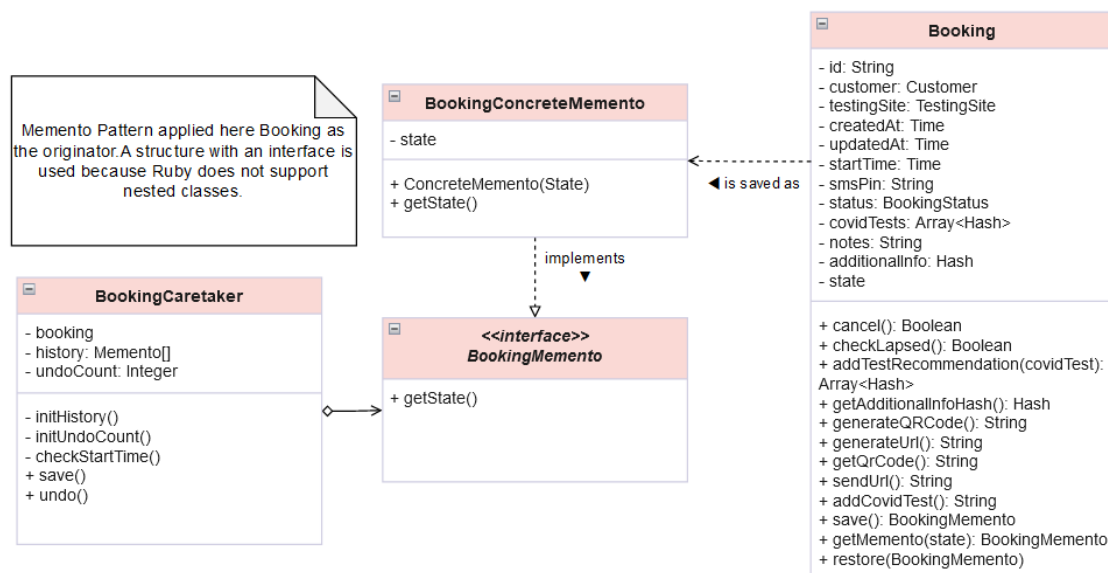 Memento Pattern applied here Booking as
the originator.A structure with an interface is
used because Ruby does not support
nested classes.
BookingConcreteMemento
- state
+ ConcreteMemento(State)
+ getState()
◀ is saved as
implements
▼
BookingCaretaker
- booking
- history: Memento[]
- undoCount: Integer
- initHistory()
- initUndoCount()
- checkStartTime()
+ save()
+ undo()
<<interface>>
BookingMemento
+ getState()
Booking
- id: String
- customer: Customer
- testingSite: TestingSite
- createdAt: Time
- updatedAt: Time
- startTime: Time
- smsPin: String
- status: BookingStatus
- covidTests: Array<Hash>
- notes: String
- additionalInfo: Hash
- state
+ cancel(): Boolean
+ checkLapsed(): Boolean
+ addTestRecommendation(covidTest):
Array<Hash>
+ getAdditionalInfoHash(): Hash
+ generateQRCode(): String
+ generateUrl(): String
+ getQrCode(): String
+ sendUrl(): String
+ addCovidTest(): String
+ save(): BookingMemento
+ getMemento(state): BookingMemento
+ restore(BookingMemento)